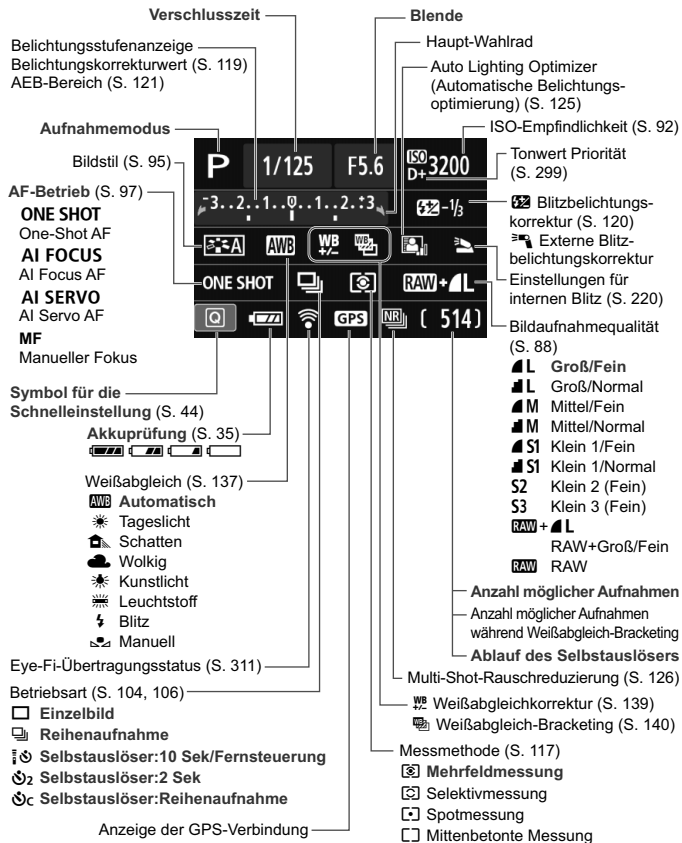 Verschlusszeit
Blende
Belichtungsstufenanzeige
Belichtungskorrekturwert (S. 119)
AEB-Bereich (S. 121)
Haupt-Wahlrad
Auto Lighting Optimizer
(Automatische Belichtungs-
optimierung) (S. 125)
Aufnahmemodus
ISO-Empfindlichkeit (S. 92)
Bildstil (S. 95)
Tonwert Priorität
(S. 299)
P 1/125 F5.6 ISO D+ 3200
-3..2..1..0..1..2.+3
-1/3
A AWB WB +/- WB
ONE SHOT RAW+ L
Q GPS NR ( 514)
AF-Betrieb (S. 97)
ONE SHOT
One-Shot AF
AI FOCUS
AI Focus AF
AI SERVO
AI Servo AF
MF
Manueller Fokus
Blitzbelichtungs-
korrektur (S. 120)
Externe Blitz-
belichtungskorrektur
Einstellungen für
internen Blitz (S. 220)
Symbol für die
Schnelleinstellung (S. 44)
Akkuprüfung (S. 35)
Bildaufnahmequalität
(S. 88)
L Groß/Fein
L Groß/Normal
M Mittel/Fein
M Mittel/Normal
S1 Klein 1/Fein
S1 Klein 1/Normal
S2 Klein 2 (Fein)
S3 Klein 3 (Fein)
RAW + L
RAW+Groß/Fein
RAW RAW
Weißabgleich (S. 137)
AWB Automatisch
Tageslicht
Schatten
Wolkig
Kunstlicht
Leuchtstoff
Blitz
Manuell
Anzahl möglicher Aufnahmen
Anzahl möglicher Aufnahmen
während Weißabgleich-Bracketing
Ablauf des Selbstauslösers
Eye-Fi-Übertragungsstatus (S. 311)
Multi-Shot-Rauschreduzierung (S. 126)
Betriebsart (S. 104, 106)
Einzelbild
Reihenaufnahme
Selbstauslöser:10 Sek/Fernsteuerung
2 Selbstauslöser:2 Sek
C Selbstauslöser:Reihenaufnahme
WB +/- Weißabgleichkorrektur (S. 139)
WB Weißabgleich-Bracketing (S. 140)
Messmethode (S. 117)
Mehrfeldmessung
Selektivmessung
Spotmessung
Mittenbetonte Messung
Anzeige der GPS-Verbindung